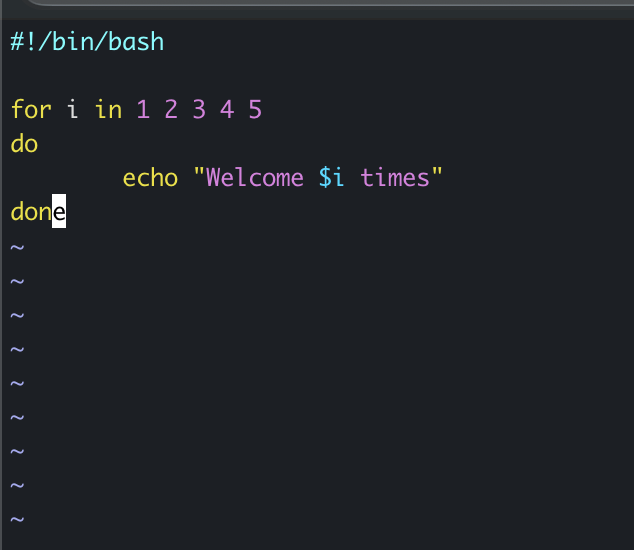 #!/bin/bash

for i in 1 2 3 4 5
do
        echo "Welcome $i times"
done
~
~
~
~
~
~
~
~
~